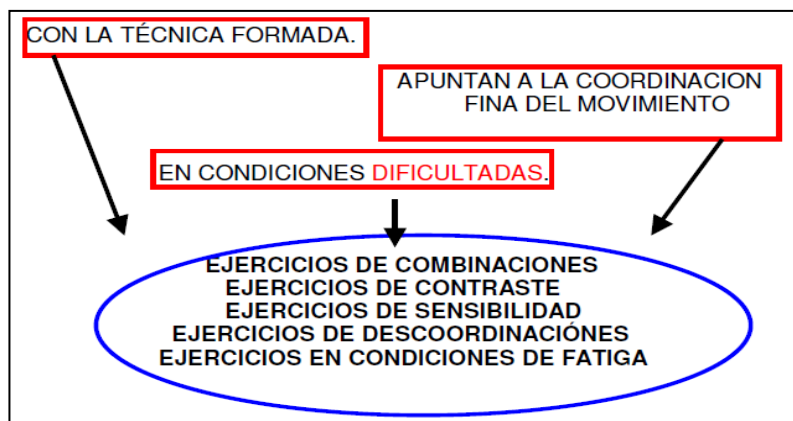 CON LA TÉCNICA FORMADA.
APUNTAN A LA COORDINACION
FINA DEL MOVIMIENTO
EN CONDICIONES DIFICULTADAS.
EJERCICIOS DE COMBINACIONES
EJERCICIOS DE CONTRASTE
EJERCICIOS DE SENSIBILIDAD
EJERCICIOS DE DESCOORDINACIÓNES
EJERCICIOS EN CONDICIONES DE FATIGA